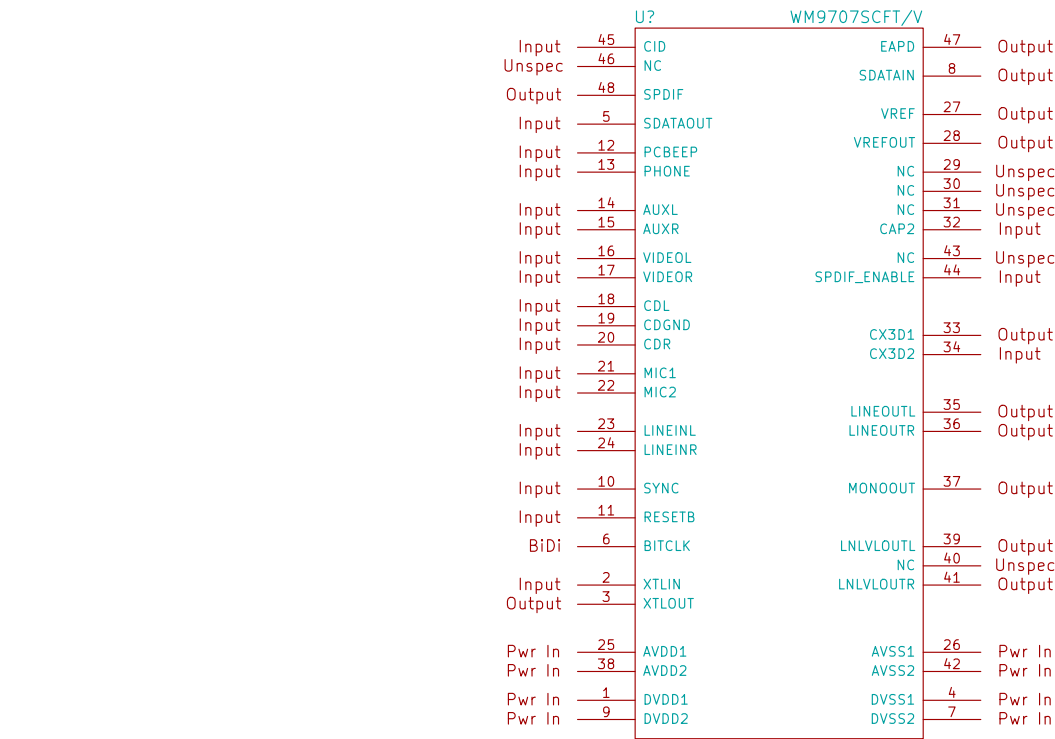 U? WM9707SCFT/V
Input 45 CID EAPD 47 Output
Unspec 46 NC
SDATAIN 8 Output
Output 48 SPDIF
VREF 27 Output
Input 5 SDATAOUT
VREFOUT 28 Output
Input 12 PCBEEP
Input 13 PHONE NC 29 Unspec
NC 30 Unspec
Input 14 AUXL NC 31 Unspec
Input 15 AUXR CAP2 32 Input
Input 16 VIDEOL NC 43 Unspec
Input 17 VIDEOR SPDIF_ENABLE 44 Input
Input 18 CDL
Input 19 CDGND
CX3D1 33 Output
Input 20 CDR
CX3D2 34 Input
Input 21 MIC1
Input 22 MIC2
LINEOUTL 35 Output
Input 23 LINEINL LINEOUTR 36 Output
Input 24 LINEINR
Input 10 SYNC MONOOUT 37 Output
Input 11 RESETB
BiDi 6 BITCLK LNLVLOUTL 39 Output
NC 40 Unspec
Input 2 XTLIN LNLVLOUTR 41 Output
Output 3 XTLOUT
Pwr In 25 AVDD1 AVSS1 26 Pwr In
Pwr In 38 AVDD2 AVSS2 42 Pwr In
Pwr In 1 DVDD1 DVSS1 4 Pwr In
Pwr In 9 DVDD2 DVSS2 7 Pwr In